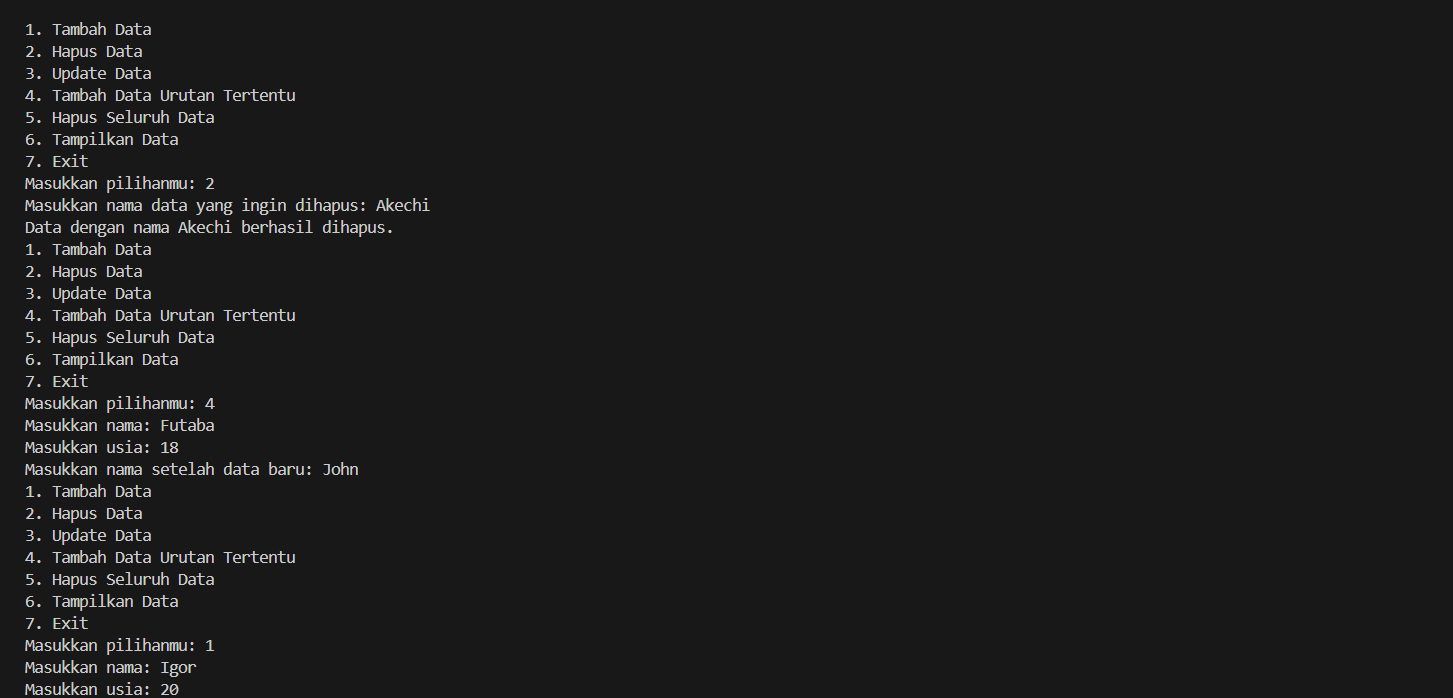 1. Tambah Data
2. Hapus Data
3. Update Data
4. Tambah Data Urutan Tertentu
5. Hapus Seluruh Data
6. Tampilkan Data
7. Exit
Masukkan pilihanmu: 2
Masukkan nama data yang ingin dihapus: Akechi
Data dengan nama Akechi berhasil dihapus.
1. Tambah Data
2. Hapus Data
3. Update Data
4. Tambah Data Urutan Tertentu
5. Hapus Seluruh Data
6. Tampilkan Data
7. Exit
Masukkan pilihanmu: 4
Masukkan nama: Futaba
Masukkan usia: 18
Masukkan nama setelah data baru: John
1. Tambah Data
2. Hapus Data
3. Update Data
4. Tambah Data Urutan Tertentu
5. Hapus Seluruh Data
6. Tampilkan Data
7. Exit
Masukkan pilihanmu: 1
Masukkan nama: Igor
Masukkan usia: 20